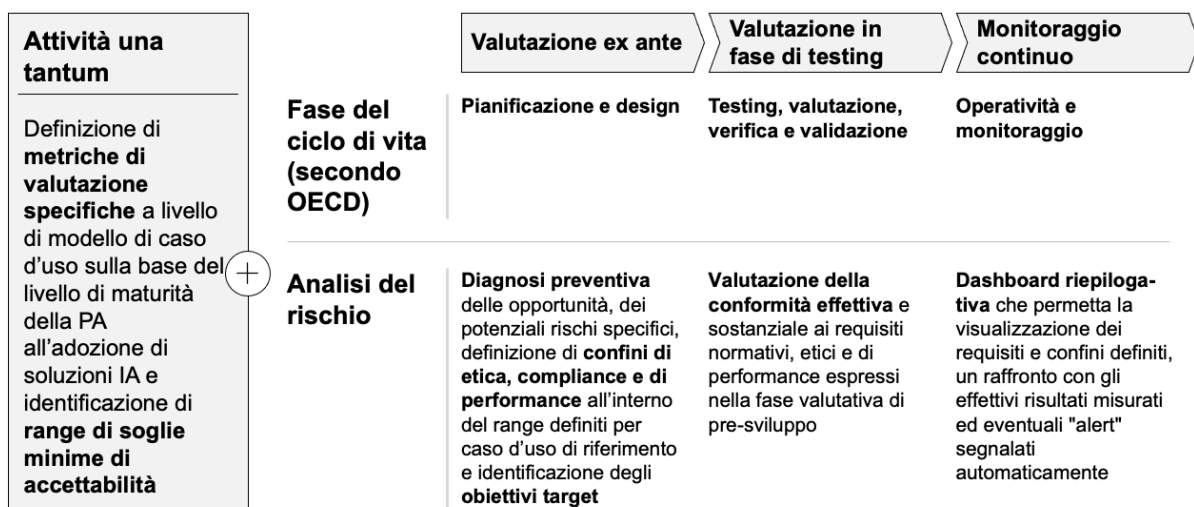 Attività una
tantum
Definizione di
metriche di
valutazione
specifiche a livello
di modello di caso
d'uso sulla base del
livello di maturità
della PA
all'adozione di
soluzioni IA e
identificazione di
range di soglie
minime di
accettabilità
+
Valutazione ex ante
Valutazione in
fase di testing
Monitoraggio
continuo
Fase del
ciclo di vita
(secondo
OECD)
Pianificazione e design
Testing, valutazione,
verifica e validazione
Operatività e
monitoraggio
Analisi del
rischio
Diagnosi preventiva
delle opportunità, dei
potenziali rischi specifici,
definizione di confini di
etica, compliance e di
performance all'interno
del range definiti per
caso d'uso di riferimento
e identificazione degli
obiettivi target
Valutazione della
conformità effettiva e
sostanziale ai requisiti
normativi, etici e di
performance espressi
nella fase valutativa di
pre-sviluppo
Dashboard riepiloga-
tiva che permetta la
visualizzazione dei
requisiti e confini definiti,
un raffronto con gli
effettivi risultati misurati
ed eventuali "alert"
segnalati
automaticamente